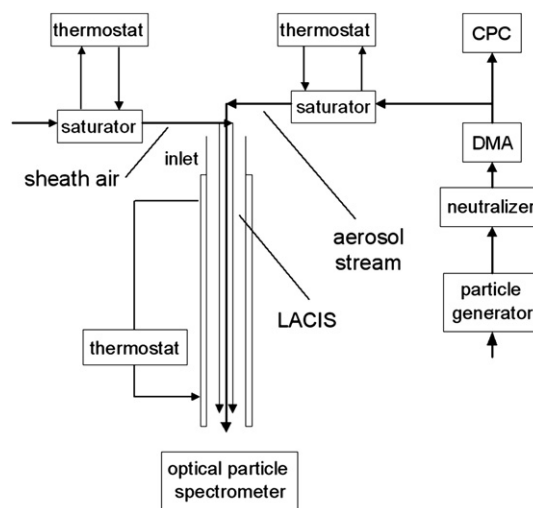 thermostat
thermostat
CPC
saturator
saturator
DMA
sheath air
inlet
neutralizer
aerosol
stream
particle
generator
LACIS
thermostat
optical particle
spectrometer